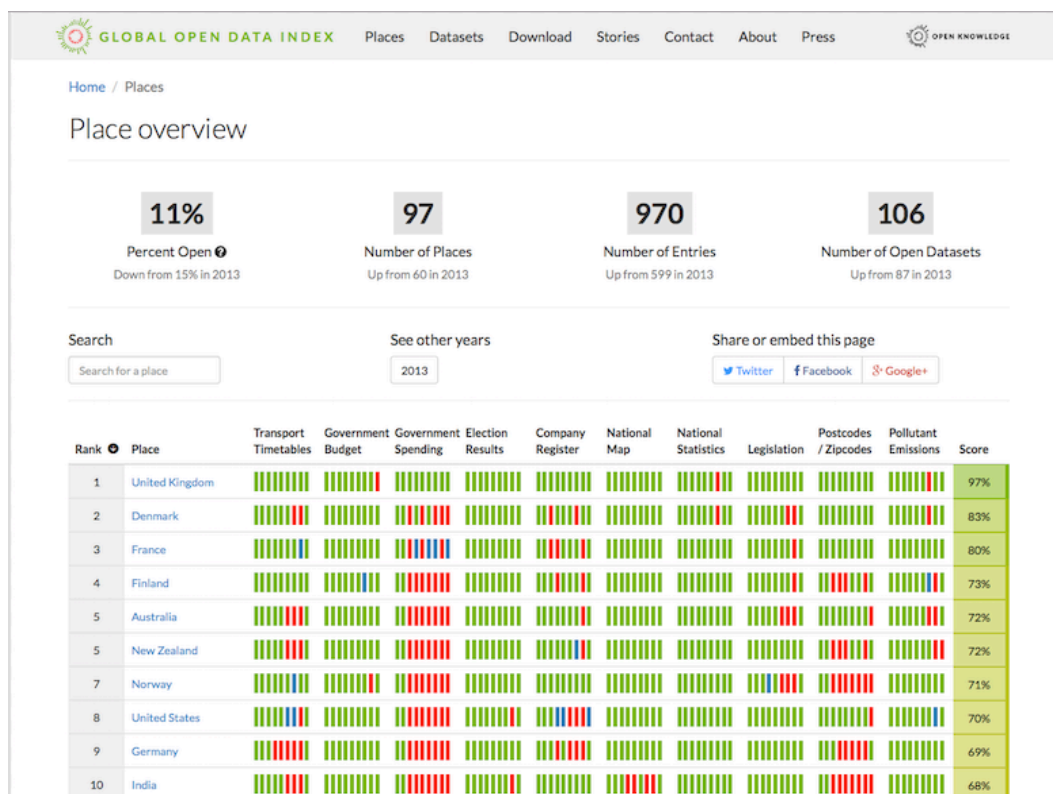 GLOBAL OPEN DATA INDEX Places Datasets Download Stories Contact About Press OPEN KNOWLEDGE
Home / Places
Place overview
11% 97 970 106
Percent Open Number of Places Number of Entries Number of Open Datasets
Down from 15% in 2013 Up from 60 in 2013 Up from 599 in 2013 Up from 87 in 2013
Search See other years Share or embed this page
Search for a place 2013 Twitter Facebook Google+
Transport Government Government Election Company National National Postcodes Pollutant
Rank Place Timetables Budget Spending Results Register Map Statistics Legislation / Zipcodes Emissions Score
1 United Kingdom 97%
2 Denmark 83%
3 France 80%
4 Finland 73%
5 Australia 72%
5 New Zealand 72%
7 Norway 71%
8 United States 70%
9 Germany 69%
10 India 68%